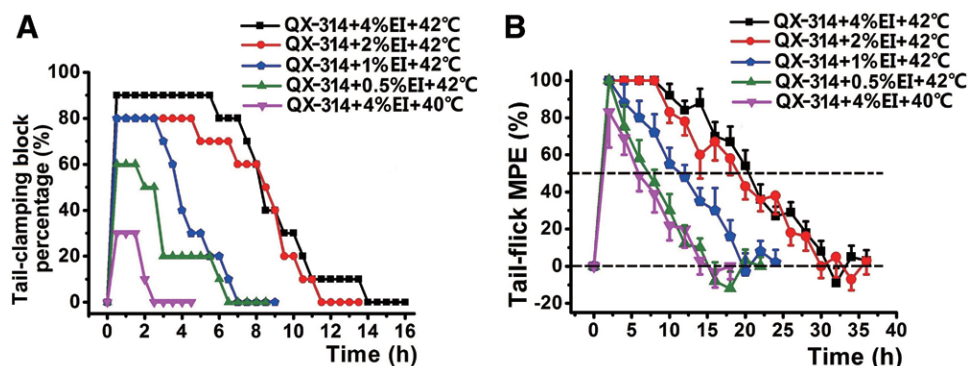 A
QX-314+4%EI+42℃
QX-314+2%EI+42℃
QX-314+1%EI+42℃
QX-314+0.5%EI+42℃
QX-314+4%EI+40℃
Tail-clamping block
percentage (%)
100
80
60
40
20
0
0 2 4 6 8 10 12 14 16
Time (h)
B
QX-314+4%EI+42℃
QX-314+2%EI+42℃
QX-314+1%EI+42℃
QX-314+0.5%EI+42℃
QX-314+4%EI+40℃
Tail-flick MPE (%)
100
80
60
40
20
0
-20
0 5 10 15 20 25 30 35 40
Time (h)